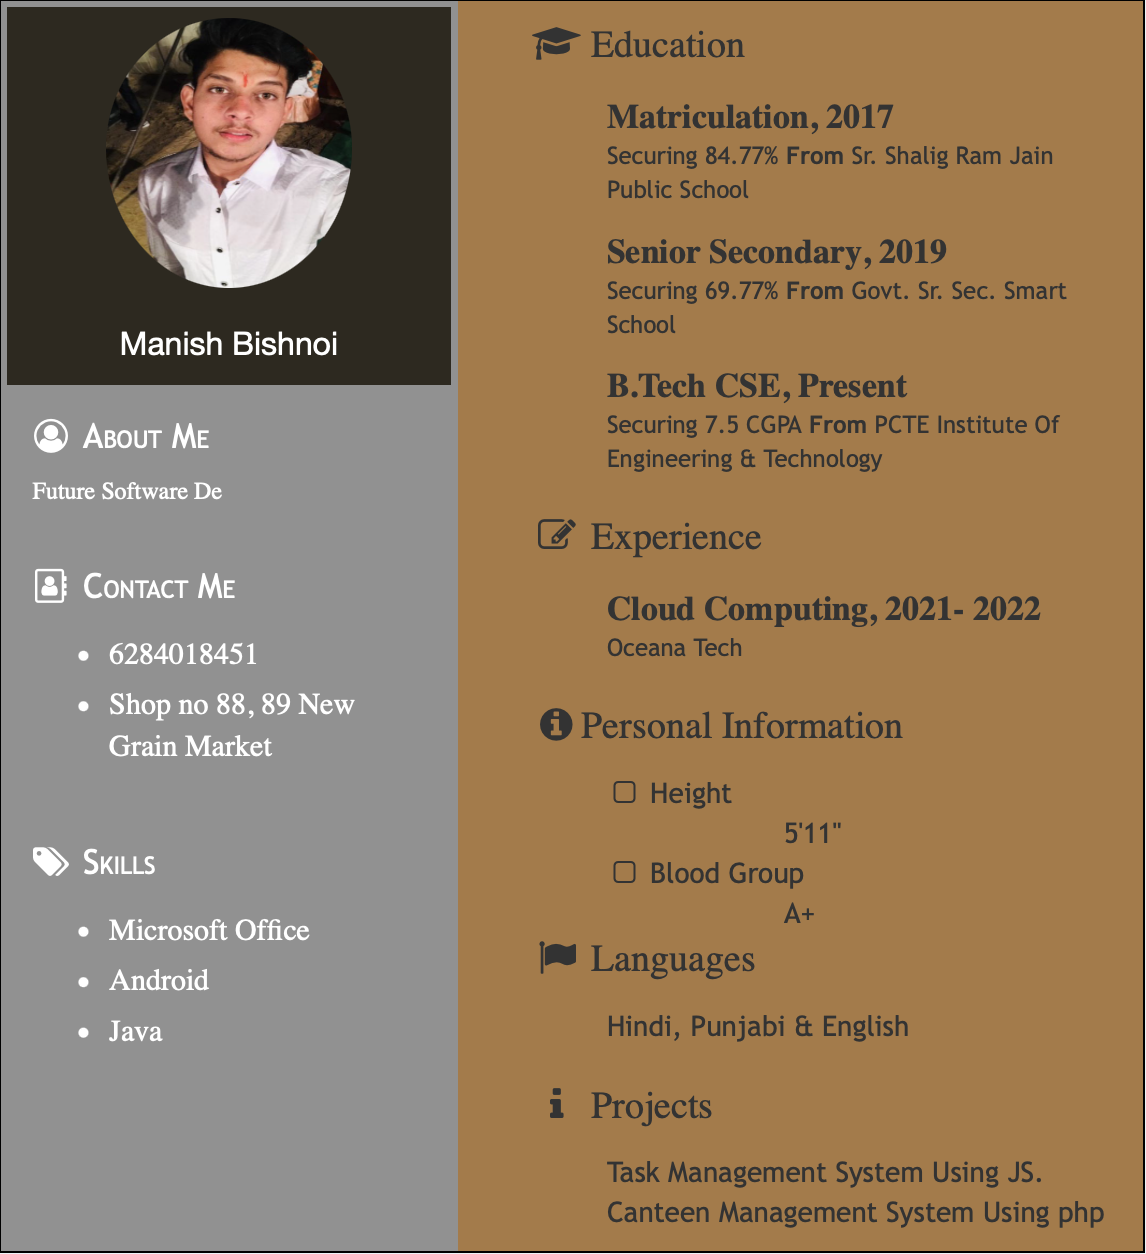 Manish Bishnoi
About Me
Future Software De
Contact Me
6284018451
Shop no 88, 89 New
Grain Market
Skills
Microsoft Office
Android
Java
Education
Matriculation, 2017
Securing 84.77% From Sr. Shalig Ram Jain
Public School
Senior Secondary, 2019
Securing 69.77% From Govt. Sr. Sec. Smart
School
B.Tech CSE, Present
Securing 7.5 CGPA From PCTE Institute Of
Engineering & Technology
Experience
Cloud Computing, 2021- 2022
Oceana Tech
Personal Information
Height
5'11"
Blood Group
A+
Languages
Hindi, Punjabi & English
Projects
Task Management System Using JS.
Canteen Management System Using php